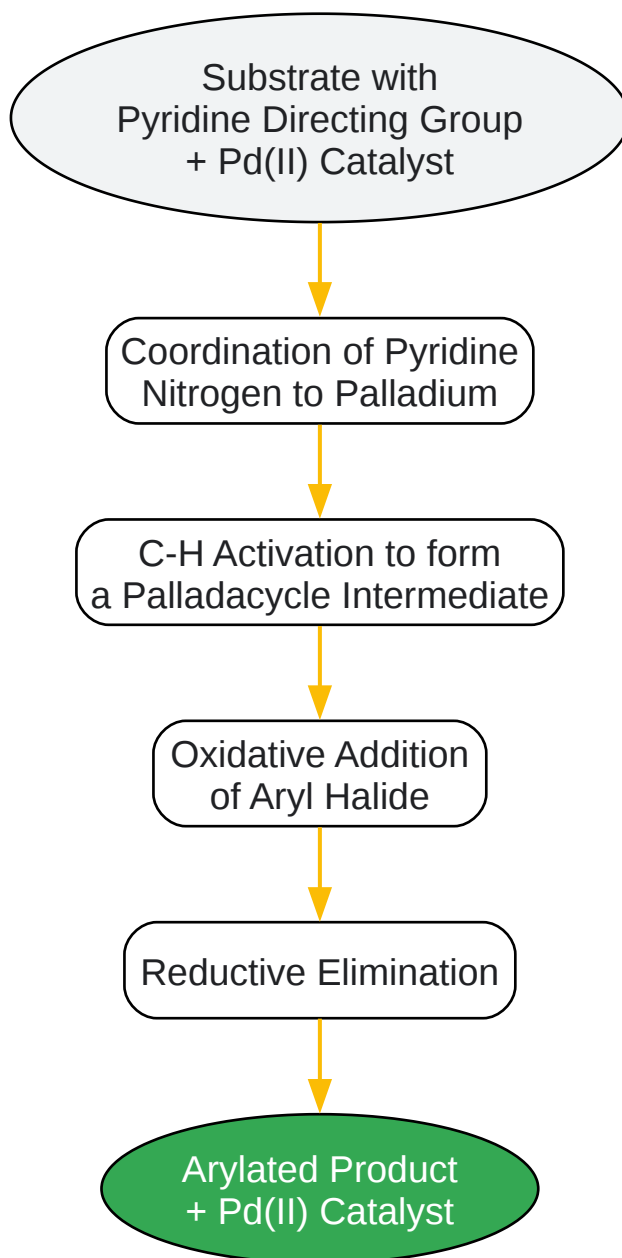 Substrate with
Pyridine Directing Group
+ Pd(II) Catalyst
Coordination of Pyridine
Nitrogen to Palladium
C-H Activation to form
a Palladacycle Intermediate
Oxidative Addition
of Aryl Halide
Reductive Elimination
Arylated Product
+ Pd(II) Catalyst